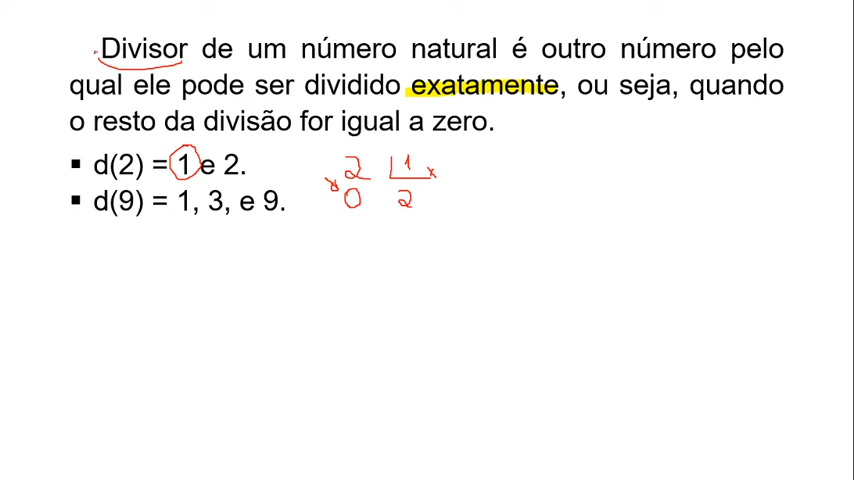 Divisor de um número natural é outro número pelo
qual ele pode ser dividido exatamente, ou seja, quando
o resto da divisão for igual a zero.
▪ d(2) = 1 e 2.
2 1
▪ d(9) = 1, 3, e 9.
0 2